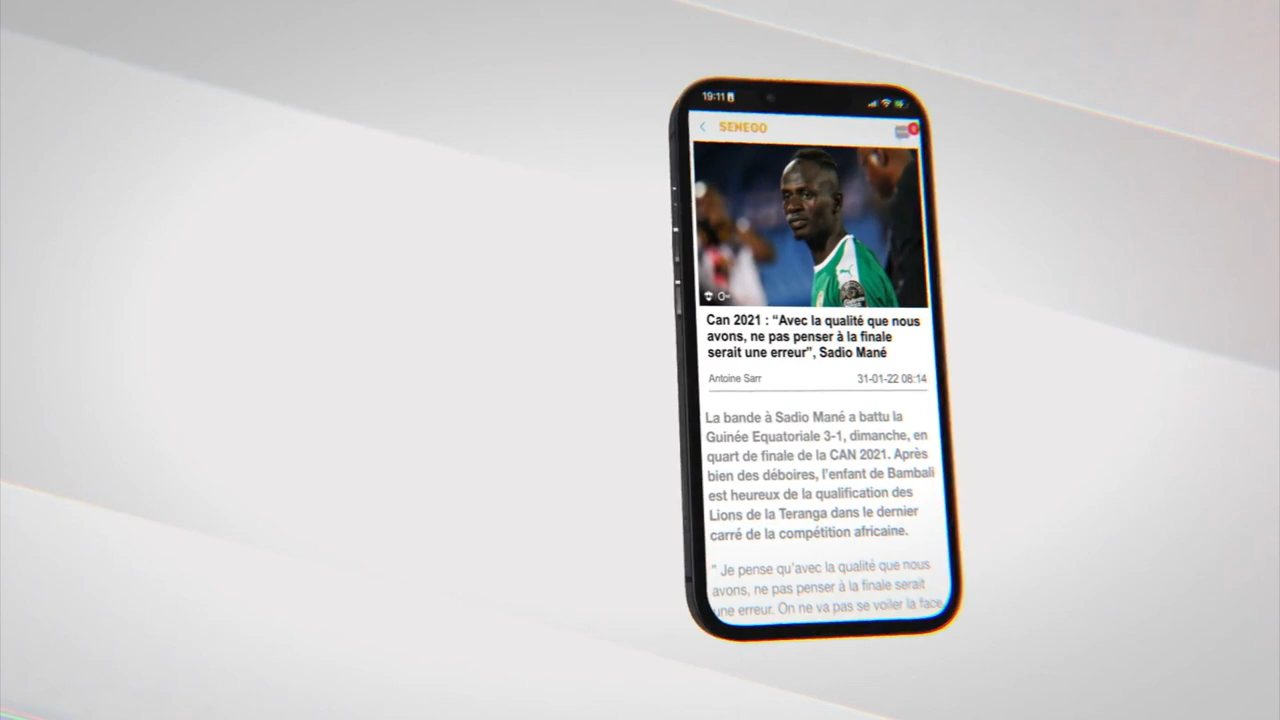 19:11
SENEGO
Can 2021 : “Avec la qualité que nous
avons, ne pas penser à la finale
serait une erreur”, Sadio Mané
Antoine Sarr 31-01-22 08:14
La bande à Sadio Mané a battu la
Guinée Equatoriale 3-1, dimanche, en
quart de finale de la CAN 2021. Après
bien des déboires, l'enfant de Bambali
est heureux de la qualification des
Lions de la Teranga dans le dernier
carré de la compétition africaine.
" Je pense qu'avec la qualité que nous
avons, ne pas penser à la finale serait
une erreur. On ne va pas se voiler la face